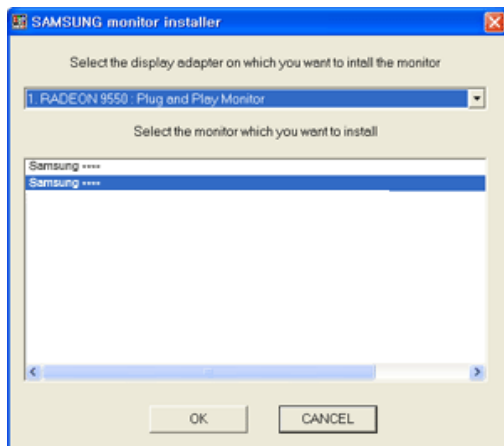 SAMSUNG monitor installer
Select the display adapter on which you want to intall the monitor
1. RADEON 9550 : Plug and Play Monitor
Select the monitor which you want to install
Samsung ****
Samsung ****
OK
CANCEL